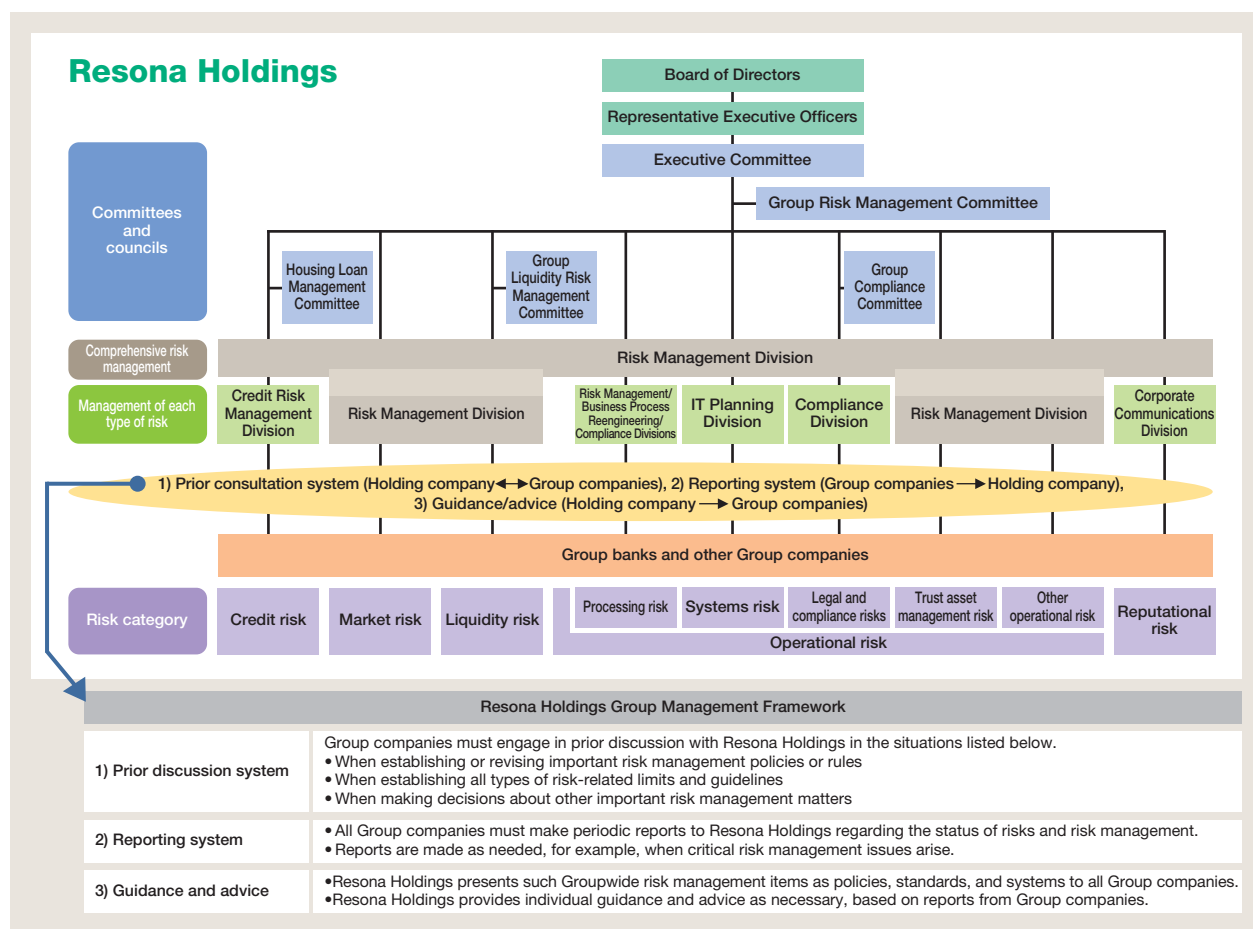 Resona Holdings
Board of Directors
Representative Executive Officers
Executive Committee
Group Risk Management Committee
Committees
and
councils
Housing Loan
Management
Committee
Group
Liquidity Risk
Management
Committee
Group
Compliance
Committee
Comprehensive risk
management
Risk Management Division
Management of each
type of risk
Credit Risk
Management
Division
Risk Management Division
Risk Management/
Business Process
Reengineering/
Compliance Divisions
IT Planning
Division
Compliance
Division
Risk Management Division
Corporate
Communications
Division
1) Prior consultation system (Holding company◄─►Group companies), 2) Reporting system (Group companies ─► Holding company),
3) Guidance/advice (Holding company ─► Group companies)
Group banks and other Group companies
Risk category
Credit risk
Market risk
Liquidity risk
Processing risk
Systems risk
Legal and
compliance risks
Trust asset
management risk
Other
operational risk
Operational risk
Reputational
risk
Resona Holdings Group Management Framework
1) Prior discussion system
Group companies must engage in prior discussion with Resona Holdings in the situations listed below.
• When establishing or revising important risk management policies or rules
• When establishing all types of risk-related limits and guidelines
• When making decisions about other important risk management matters
2) Reporting system
• All Group companies must make periodic reports to Resona Holdings regarding the status of risks and risk management.
• Reports are made as needed, for example, when critical risk management issues arise.
3) Guidance and advice
•Resona Holdings presents such Groupwide risk management items as policies, standards, and systems to all Group companies.
•Resona Holdings provides individual guidance and advice as necessary, based on reports from Group companies.